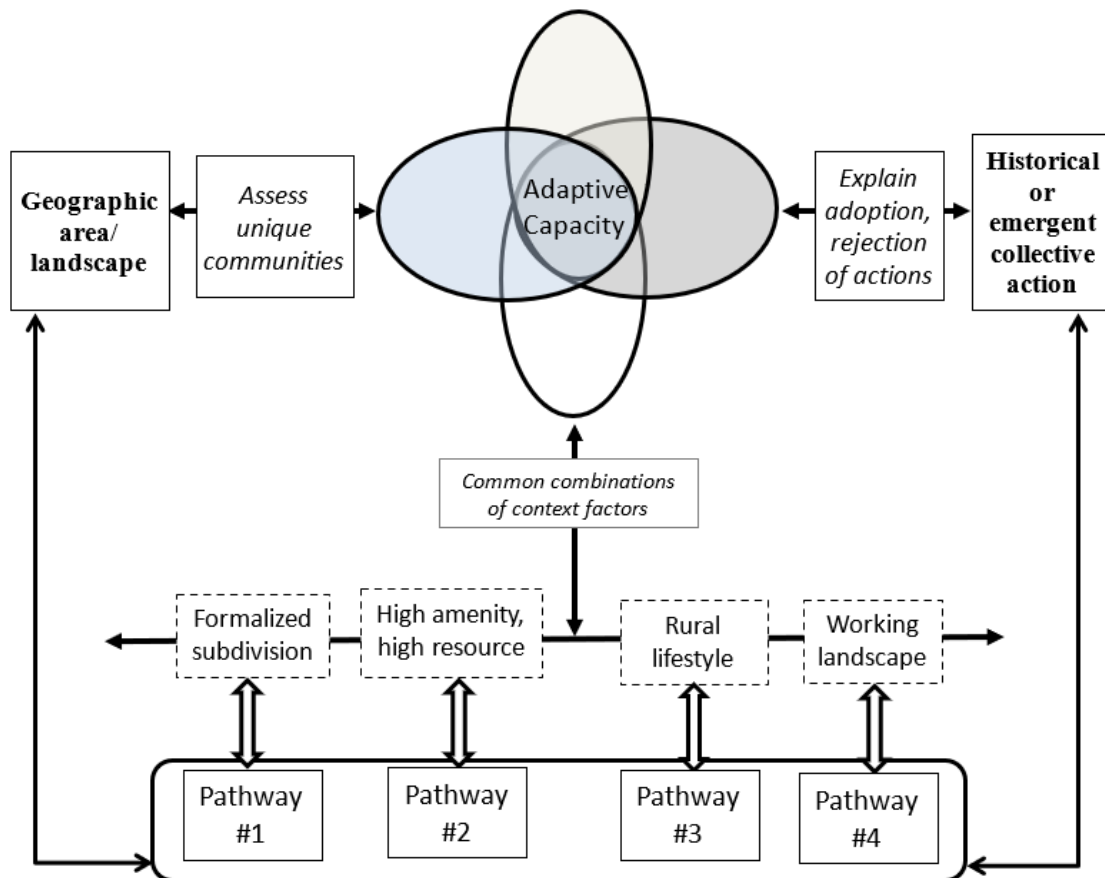 Geographic
area/
landscape
Assess
unique
communities
Adaptive
Capacity
Explain
adoption,
rejection
of actions
Historical
or
emergent
collective
action
Common combinations
of context factors
Formalized
subdivision
High amenity,
high resource
Rural
lifestyle
Working
landscape
Pathway
#1
Pathway
#2
Pathway
#3
Pathway
#4